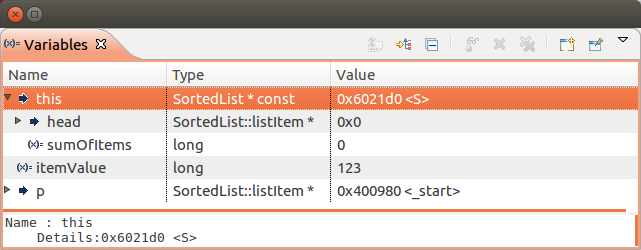 (x)= Variables
Name Type Value
this SortedList * const 0x6021d0 <S>
head SortedList::listItem * 0x0
(x)= sumOfItems long 0
(x)= itemValue long 123
p SortedList::listItem * 0x400980 <_start>
Name : this
Details:0x6021d0 <S>